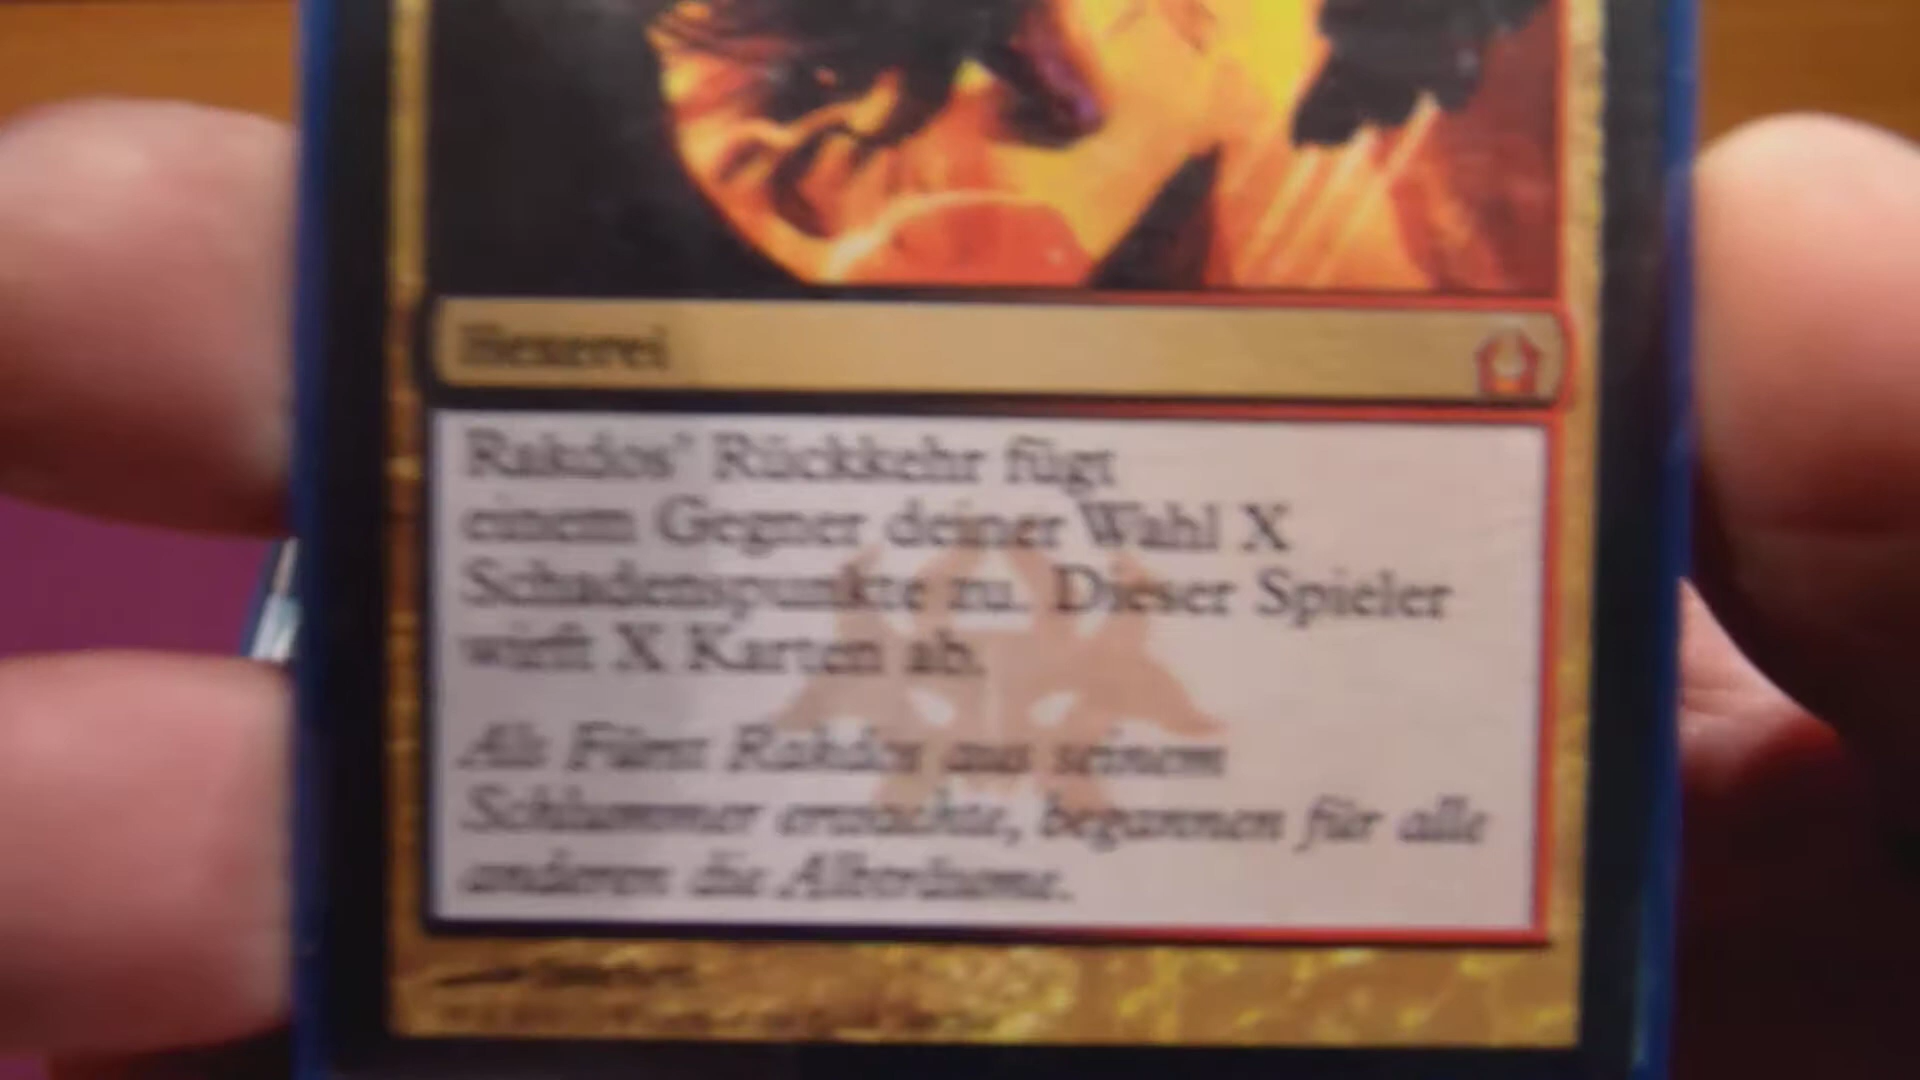 Hexerei
Rakdos' Rückkehr fügt
einem Gegner deiner Wahl X
Schadenspunkte zu. Dieser Spieler
wirft X Karten ab.
Als Fürst Rakdos aus seinem
Schlummer erwachte, begannen für alle
anderen die Albträume.